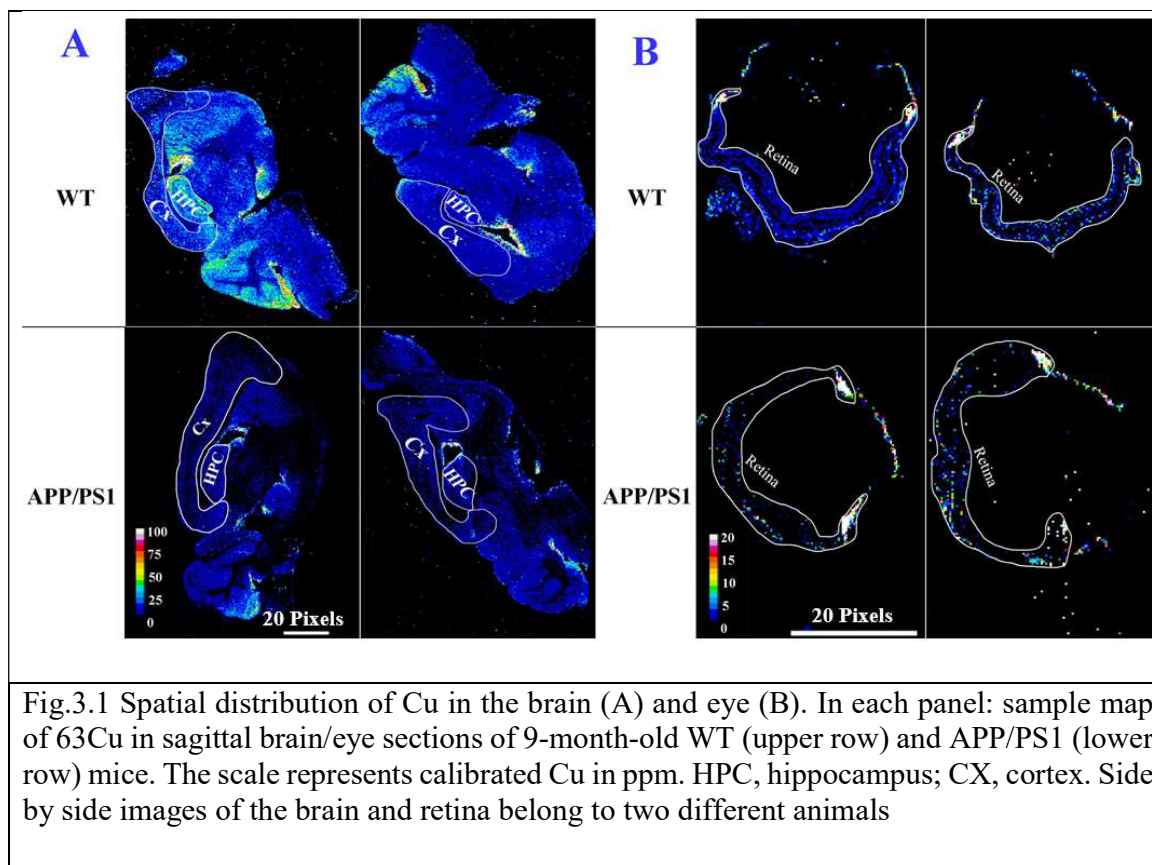 A
B
WT
HPC
Cx
HPC
Cx
WT
Retina
Retina
APP/PS1
Cx
HPC
100
75
50
25
0
20 Pixels
Cx
HPC
APP/PS1
Retina
20
15
10
5
0
20 Pixels
Retina
Fig.3.1 Spatial distribution of Cu in the brain (A) and eye (B). In each panel: sample map
of 63Cu in sagittal brain/eye sections of 9-month-old WT (upper row) and APP/PS1 (lower
row) mice. The scale represents calibrated Cu in ppm. HPC, hippocampus; CX, cortex. Side
by side images of the brain and retina belong to two different animals